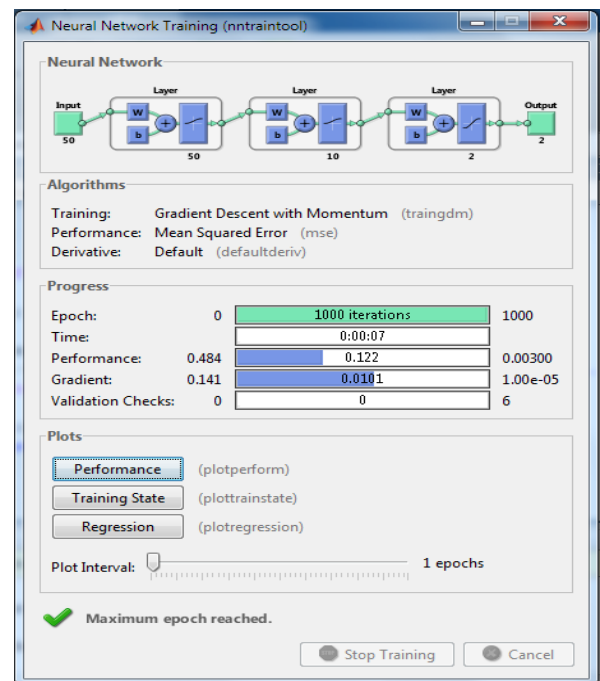 Neural Network Training (nntraintool)
Neural Network
Layer Layer Layer
Input Output
W W W
b b b
50 50 10 2 2
Algorithms
Training: Gradient Descent with Momentum (traingdm)
Performance: Mean Squared Error (mse)
Derivative: Default (defaultderiv)
Progress
Epoch: 0 1000 iterations 1000
Time: 0:00:07
Performance: 0.484 0.122 0.00300
Gradient: 0.141 0.0101 1.00e-05
Validation Checks: 0 0 6
Plots
Performance (plotperform)
Training State (plottrainstate)
Regression (plotregression)
Plot Interval: 1 epochs
Maximum epoch reached.
Stop Training Cancel